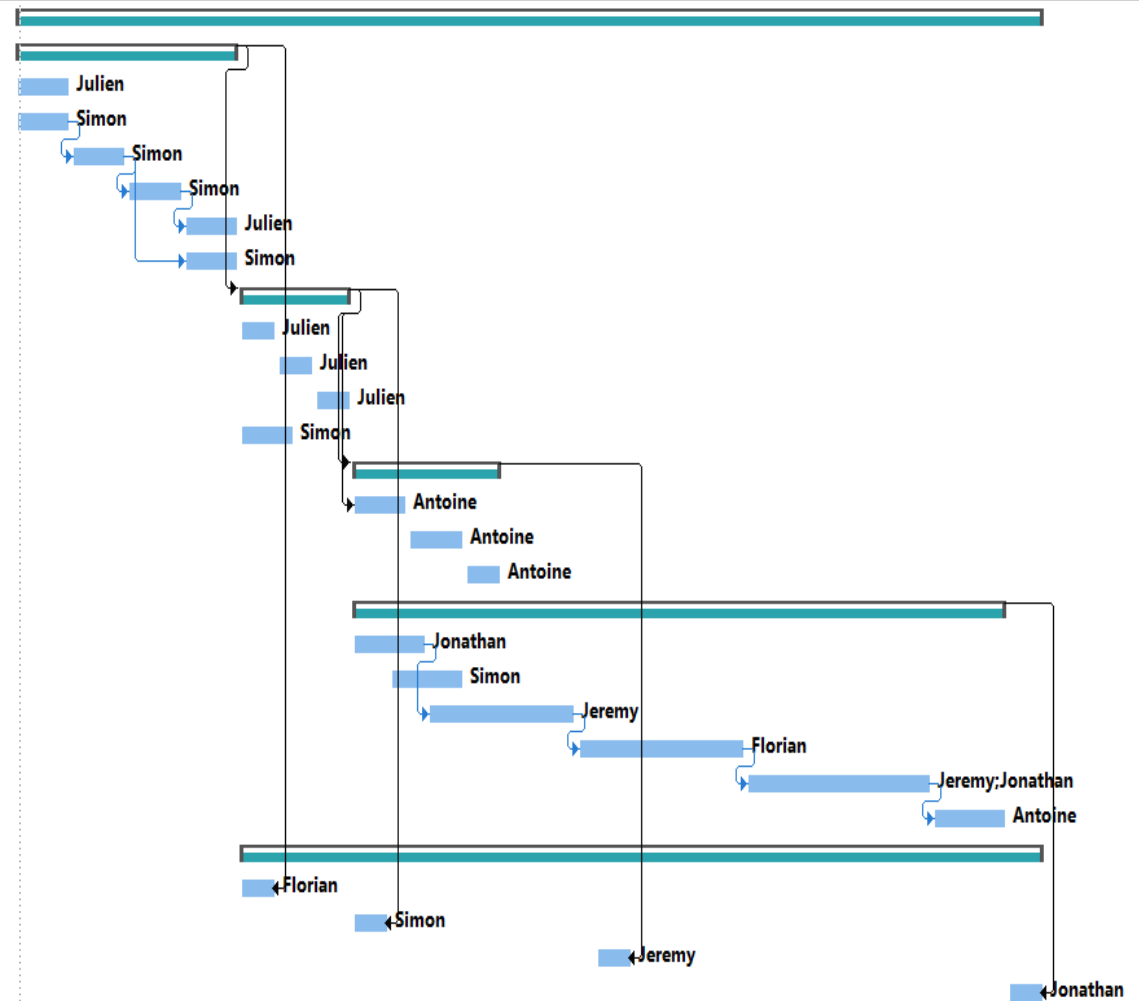 Julien
Simon
Simon
Simon
Julien
Simon
Julien
Julien
Julien
Simon
Antoine
Antoine
Antoine
Jonathan
Simon
Jeremy
Florian
Jeremy;Jonathan
Antoine
Florian
Simon
Jeremy
Jonathan